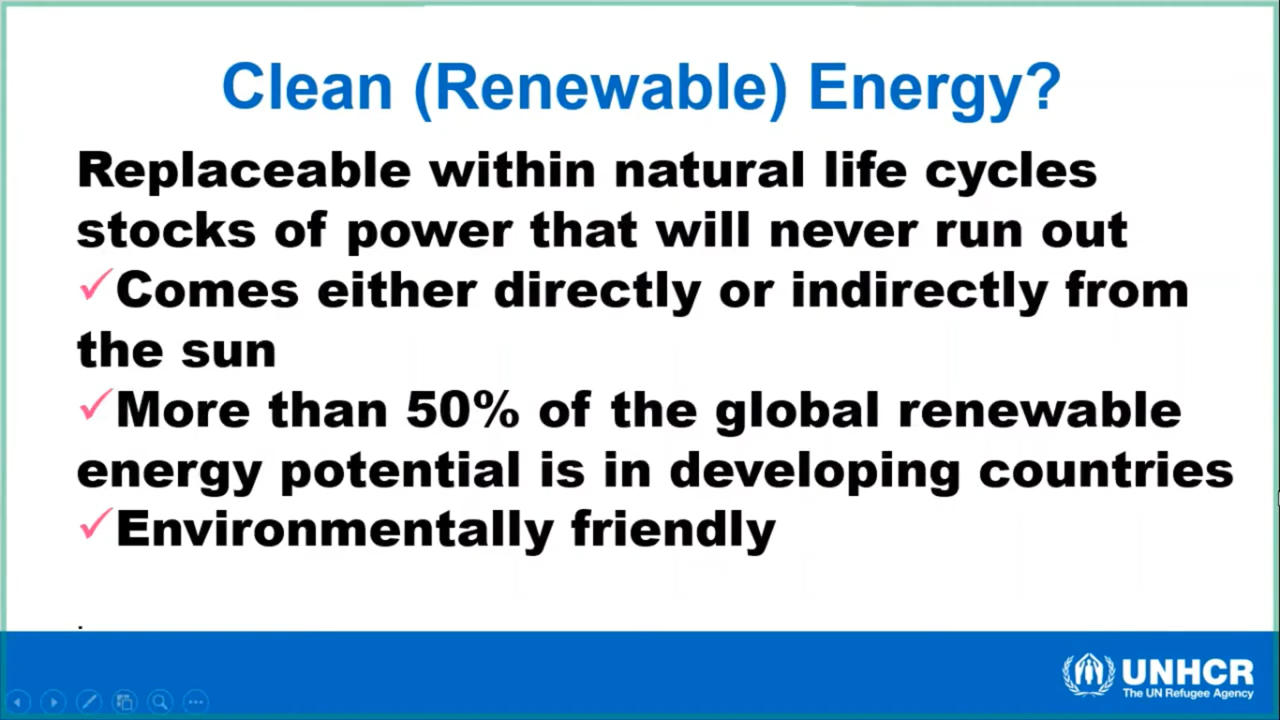 Clean (Renewable) Energy?
Replaceable within natural life cycles
stocks of power that will never run out
✓Comes either directly or indirectly from
the sun
✓More than 50% of the global renewable
energy potential is in developing countries
✓Environmentally friendly
.
UNHCR
The UN Refugee Agency